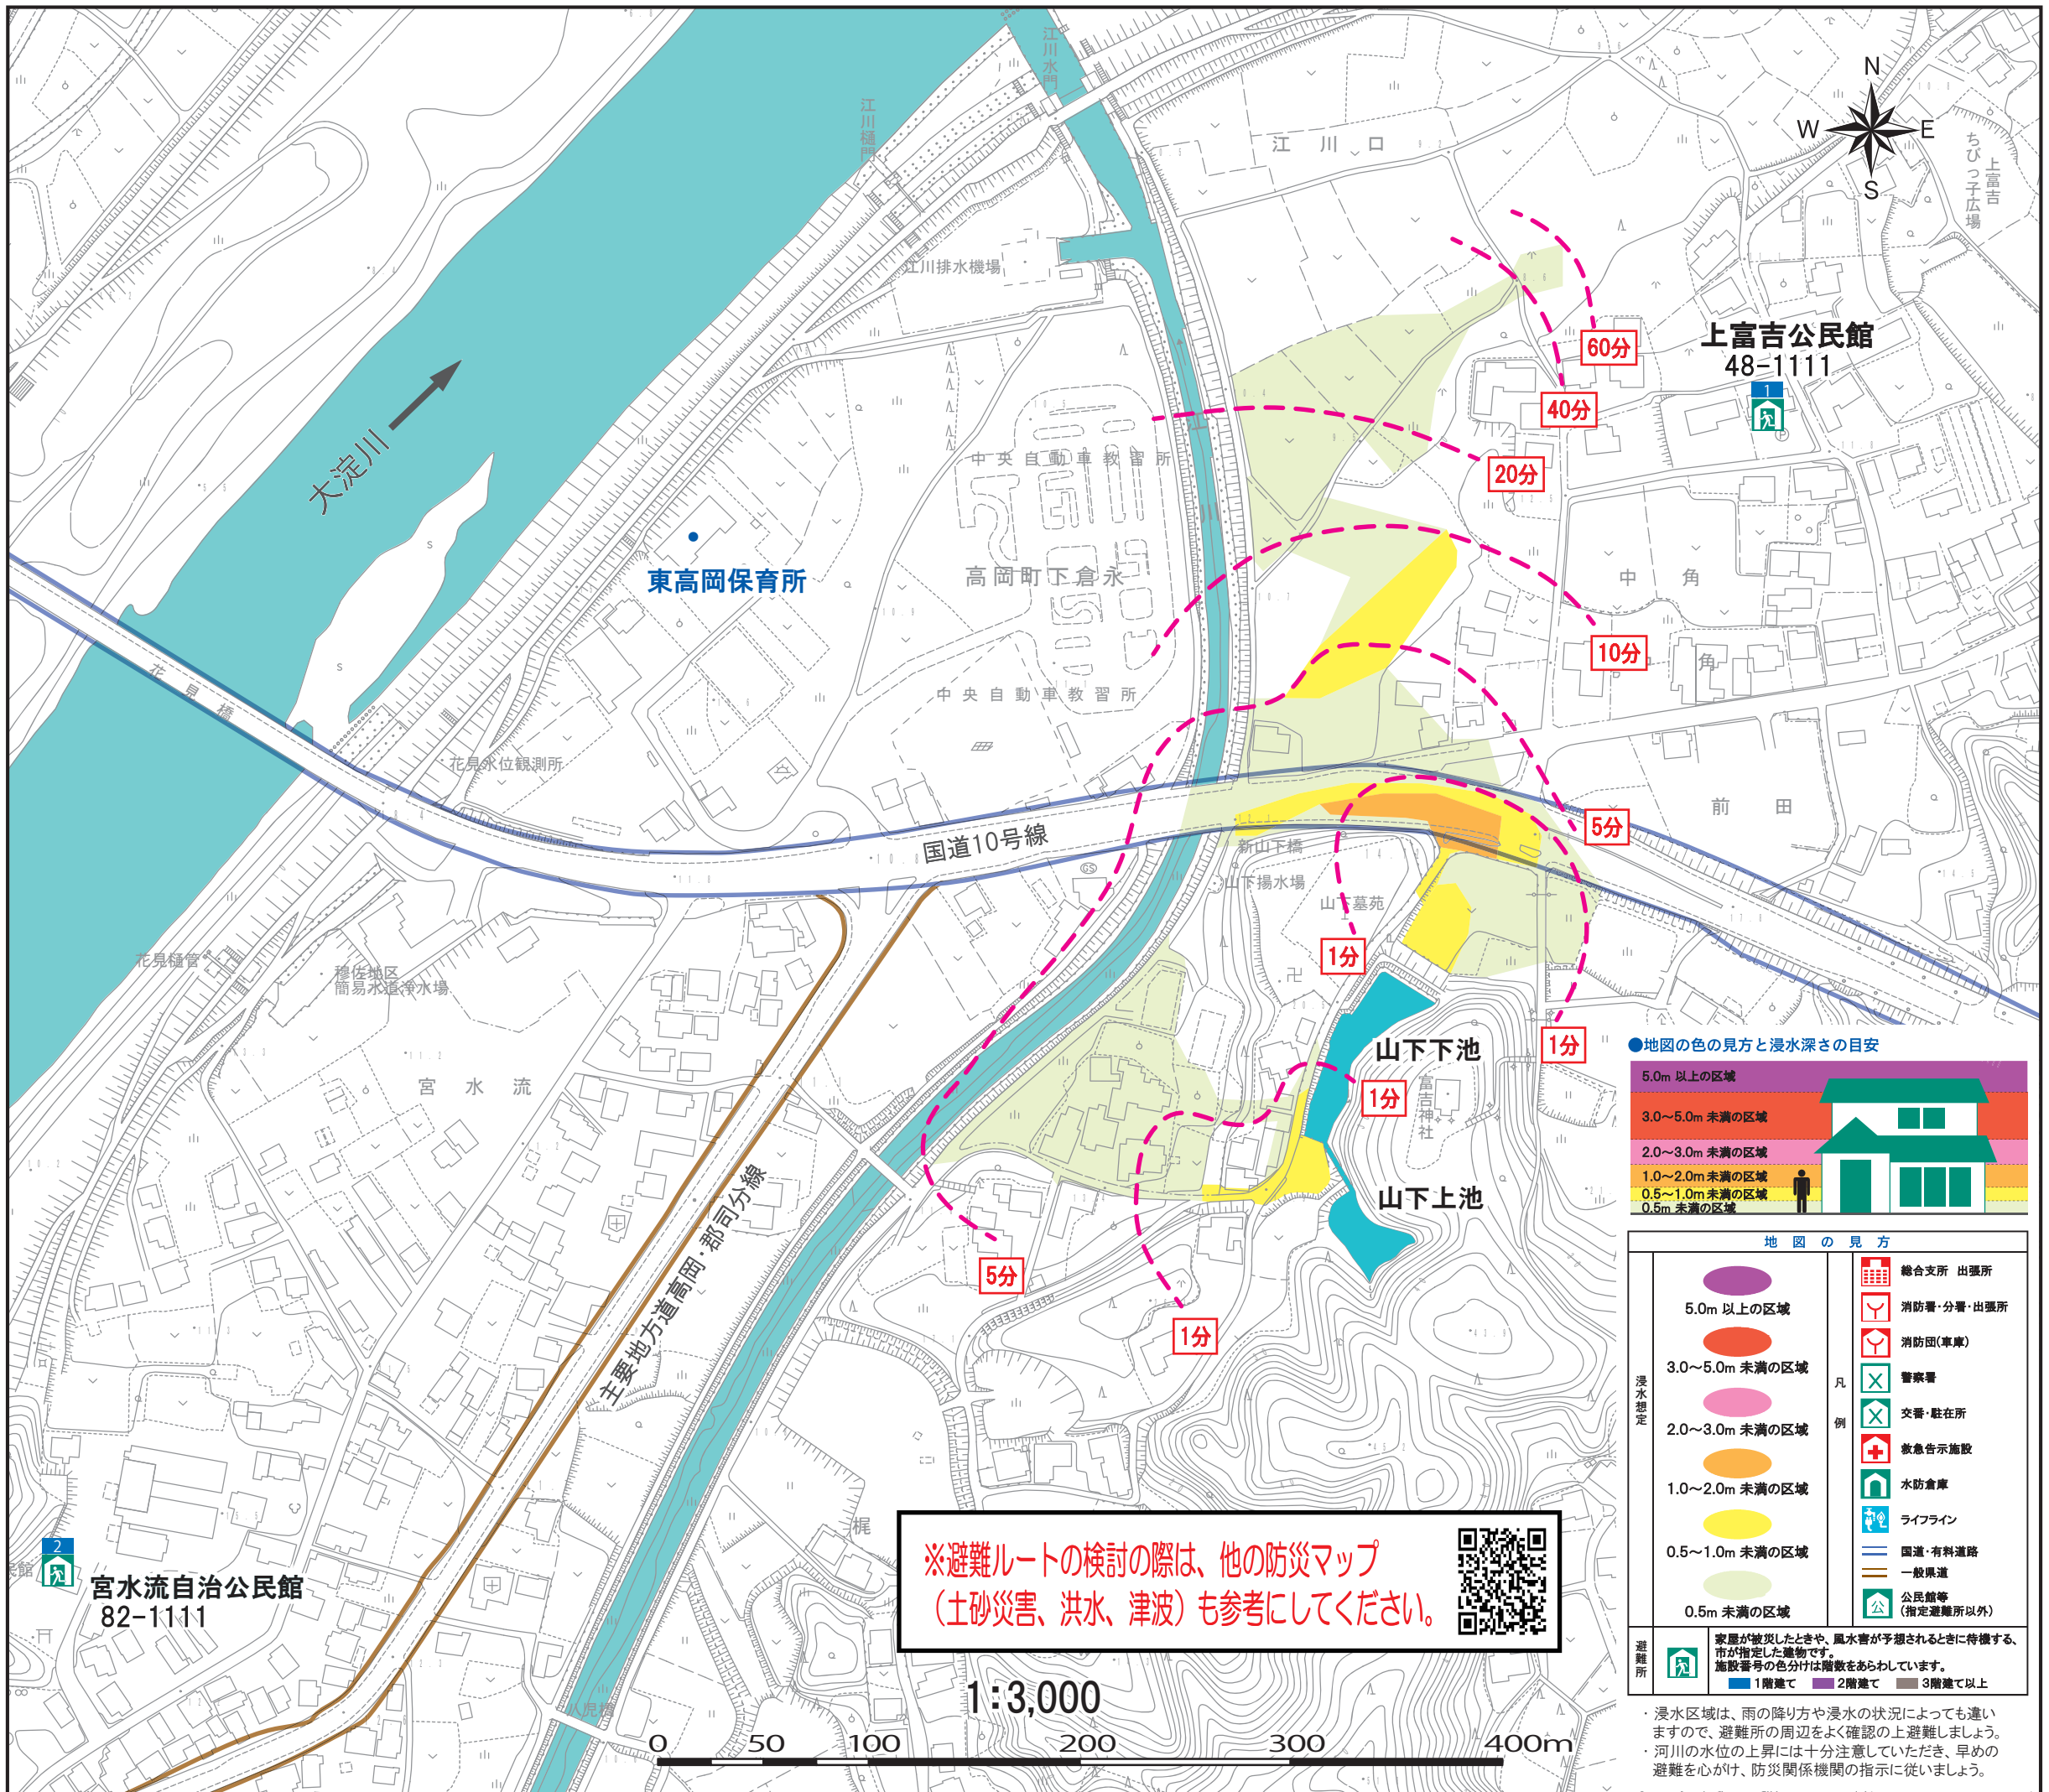 江川水門
江川樋門
江川口
N
W
E
S
上富吉
ちびっ子広場
江川排水機場
大淀川
60分
上富吉公民館
48-1111
1
40分
20分
中央自動車教習所
江
川
東高岡保育所
高岡町下倉永
中角
10分
角
中央自動車教習所
花見橋
花見水位観測所
前田
5分
国道10号線
新山下橋
GS
山下揚水場
山下墓苑
1分
花見樋管
穆佐地区
簡易水道浄水場
山下下池
1分
1分
富吉神社
宮水流
山下上池
主要地方道高岡・郡司分線
5分
1分
梶
2
宮水流自治公民館
82-1111
※避難ルートの検討の際は、他の防災マップ
(土砂災害、洪水、津波)も参考にしてください。
1:3,000
0 50 100 200 300 400m
●地図の色の見方と浸水深さの目安
5.0m 以上の区域
3.0～5.0m 未満の区域
2.0～3.0m 未満の区域
1.0～2.0m 未満の区域
0.5～1.0m 未満の区域
0.5m 未満の区域
地図の見方
浸水想定
5.0m 以上の区域
3.0～5.0m 未満の区域
2.0～3.0m 未満の区域
1.0～2.0m 未満の区域
0.5～1.0m 未満の区域
0.5m 未満の区域
凡例
総合支所 出張所
消防署・分署・出張所
消防団(車庫)
警察署
交番・駐在所
救急告示施設
水防倉庫
ライフライン
国道・有料道路
一般県道
公
公民館等
(指定避難所以外)
避難所
家屋が被災したときや、風水害が予想されるときに待機する、
市が指定した建物です。
施設番号の色分けは階数をあらわしています。
1階建て 2階建て 3階建て以上
・浸水区域は、雨の降り方や浸水の状況によっても違い
ますので、避難所の周辺をよく確認の上避難しましょう。
・河川の水位の上昇には十分注意していただき、早めの
避難を心がけ、防災関係機関の指示に従いましょう。